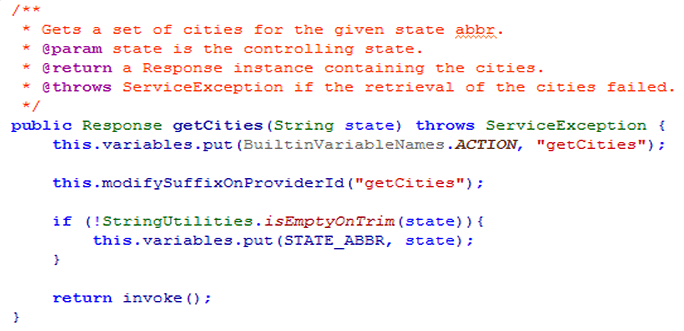 /**
 * Gets a set of cities for the given state abbr.
 * @param state is the controlling state.
 * @return a Response instance containing the cities.
 * @throws ServiceException if the retrieval of the cities failed.
 */
public Response getCities(String state) throws ServiceException {
    this.variables.put(BuiltinVariableNames.ACTION, "getCities");

    this.modifySuffixOnProviderId("getCities");

    if (!StringUtilities.isEmptyOnTrim(state)){
        this.variables.put(STATE_ABBR, state);
    }

    return invoke();
}